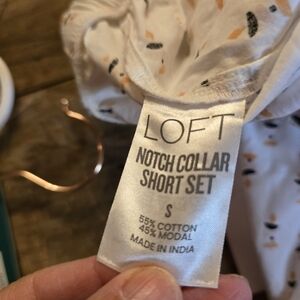 LOFT
NOTCH COLLAR
SHORT SET
S
55% COTTON
45% MODAL
MADE IN INDIA